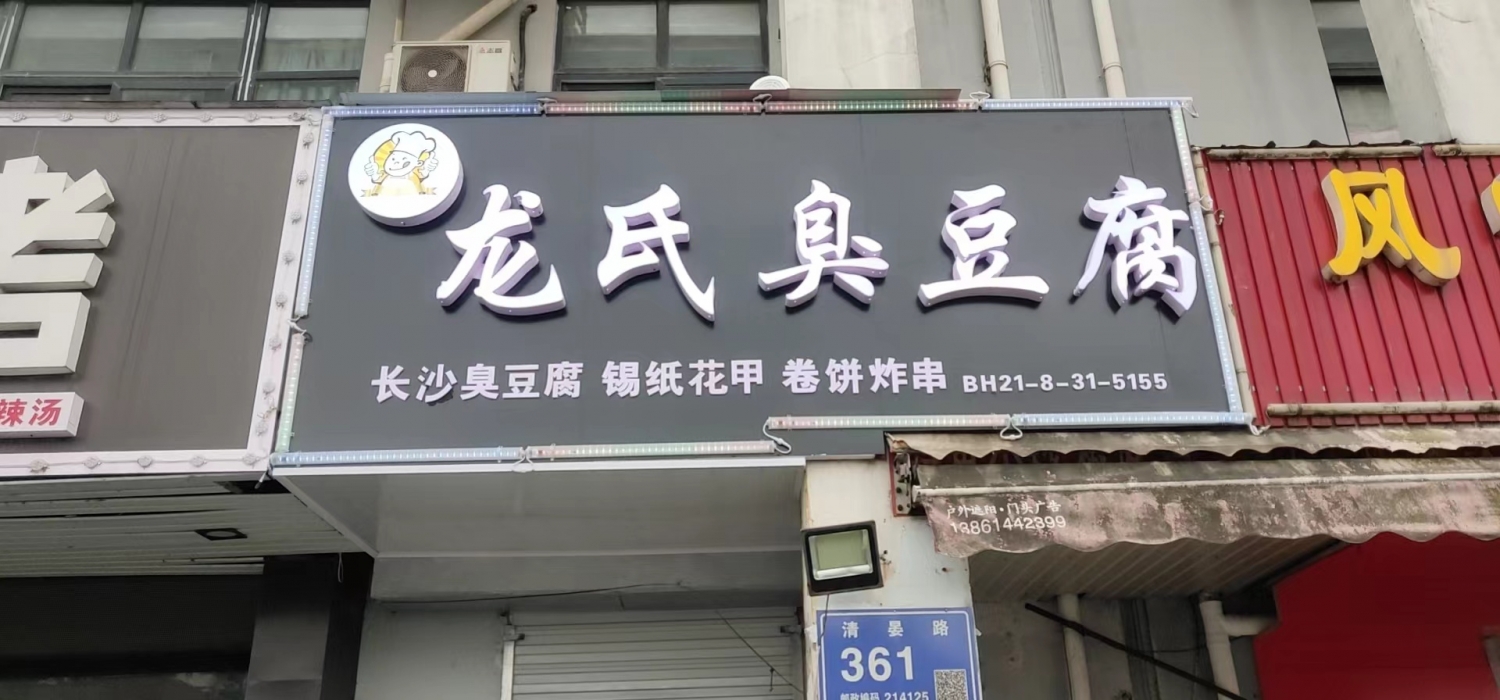 龙氏臭豆腐
长沙臭豆腐 锡纸花甲 卷饼炸串 BH21-8-31-5155
辣汤
风
户外遮阳·门头广告
13861442399
清晏路
361
邮政编码 214125